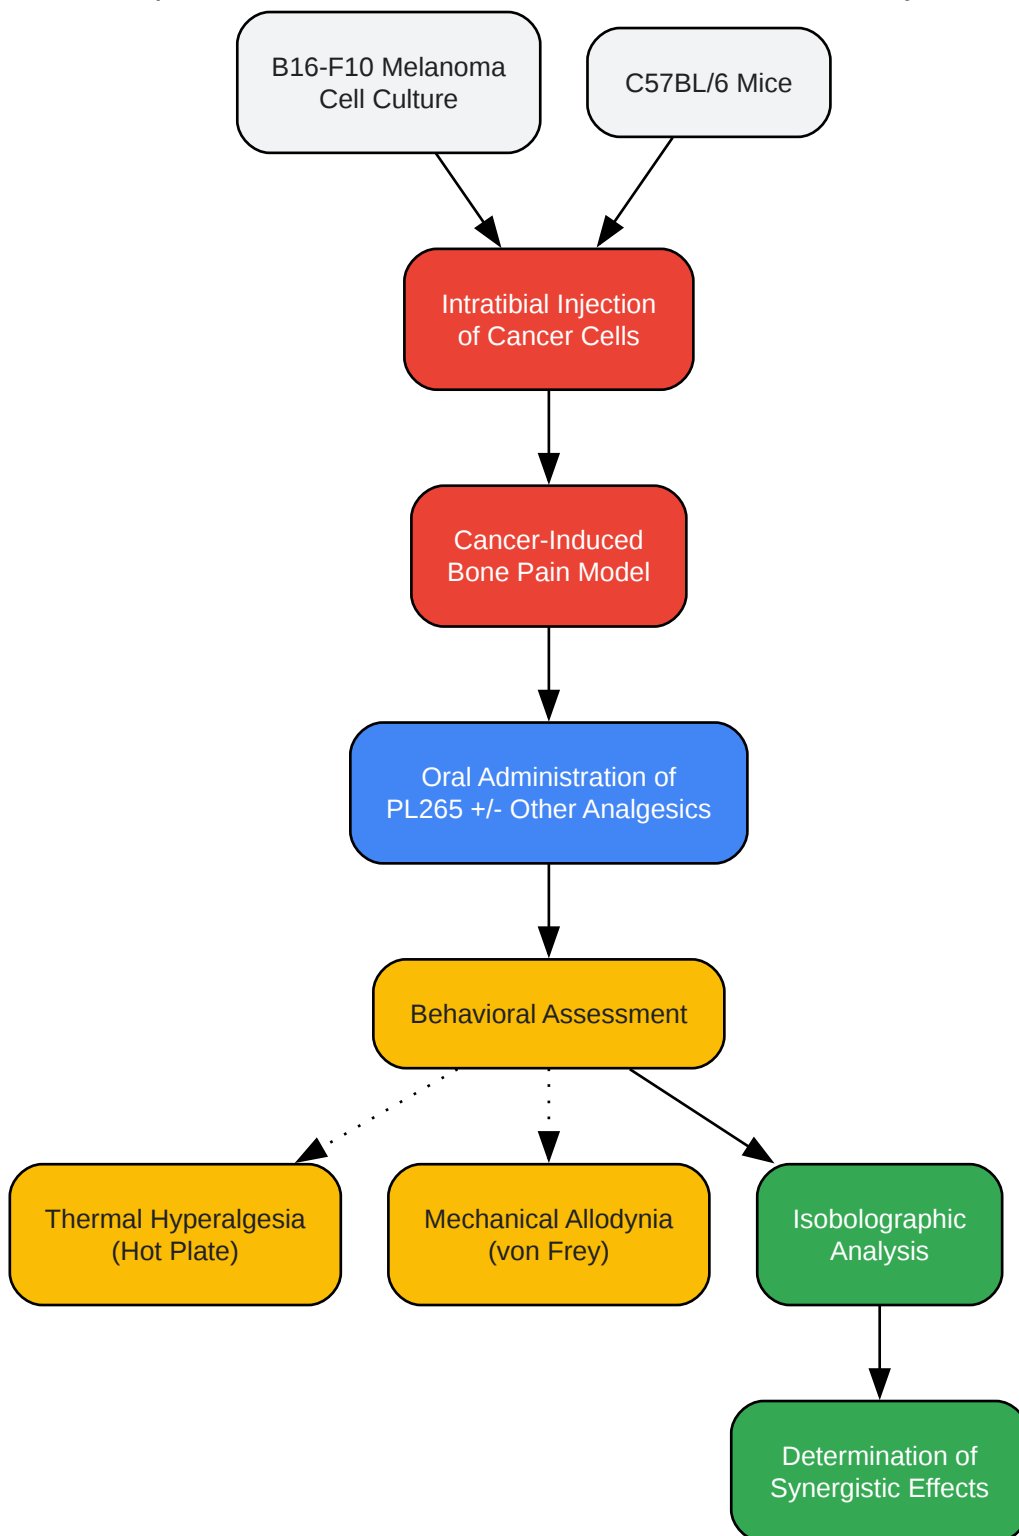 B16-F10 Melanoma
Cell Culture
C57BL/6 Mice
Intratibial Injection
of Cancer Cells
Cancer-Induced
Bone Pain Model
Oral Administration of
PL265 +/- Other Analgesics
Behavioral Assessment
Thermal Hyperalgesia
(Hot Plate)
Mechanical Allodynia
(von Frey)
Isobolographic
Analysis
Determination of
Synergistic Effects